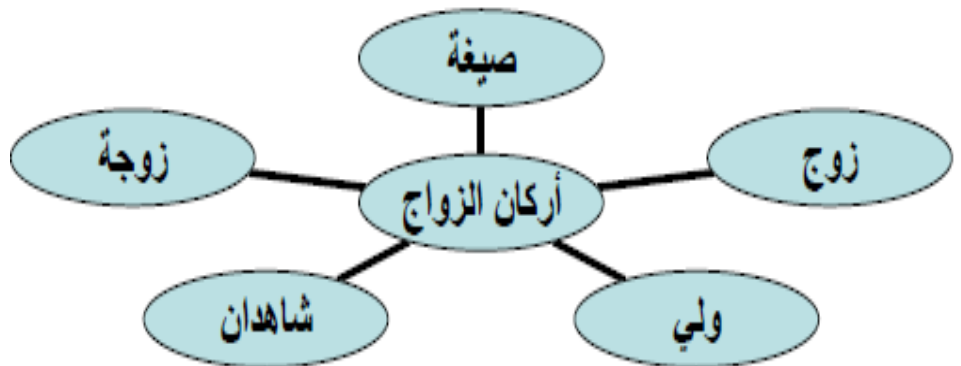 صيغة
زوج
زوجة
أركان الزواج
ولي
شاهدان